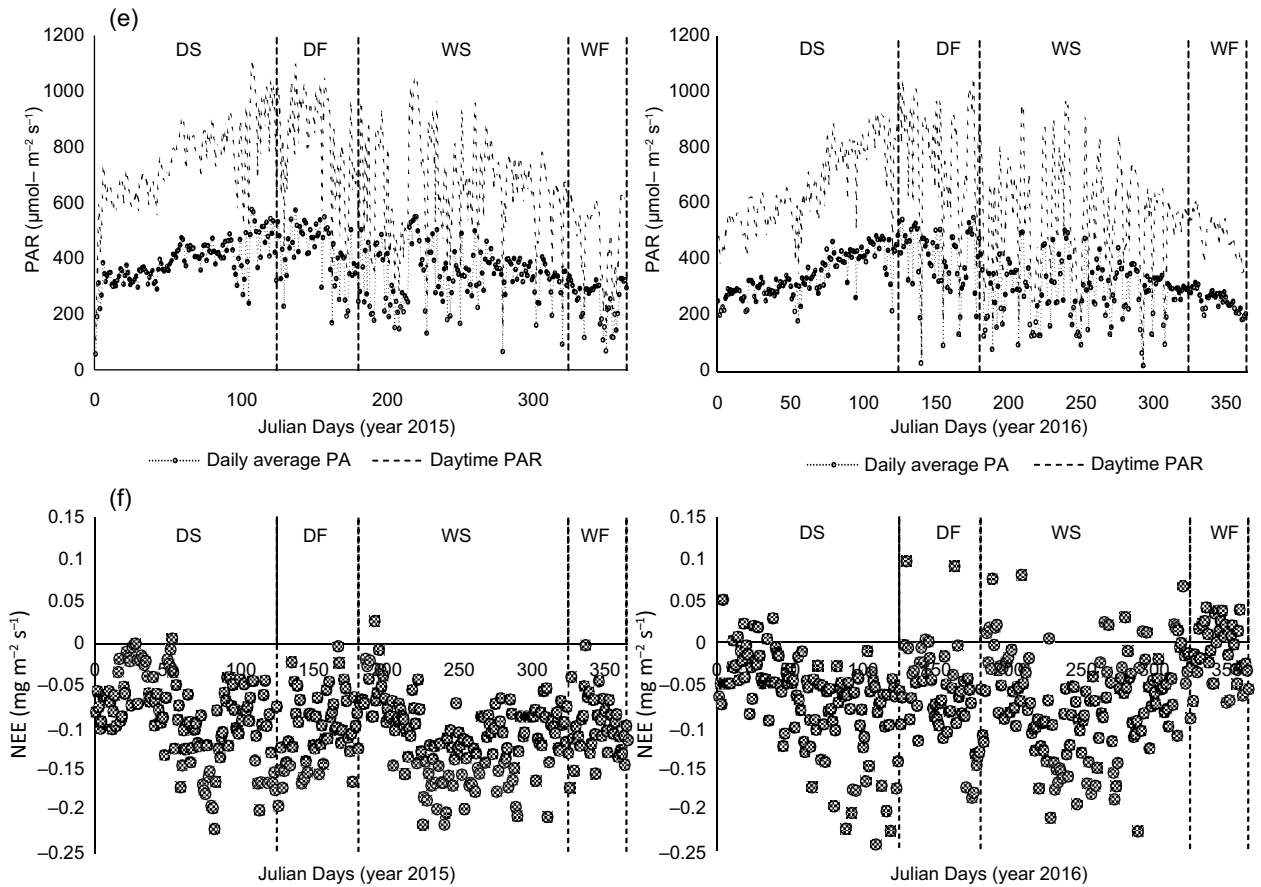 (e)
1200
1000
800
600
400
200
0
PAR (µmol– m–2 s–1)
DS DF WS WF
0 100 200 300
Julian Days (year 2015)
Daily average PA Daytime PAR
1200
1000
800
600
400
200
0
PAR (µmol– m–2 s–1)
DS DF WS WF
0 50 100 150 200 250 300 350
Julian Days (year 2016)
Daily average PA Daytime PAR
(f)
0.15
0.1
0.05
0
–0.05
–0.1
–0.15
–0.2
–0.25
NEE (mg m–2 s–1)
DS DF WS WF
0 50 100 150 200 250 300 350
Julian Days (year 2015)
0.15
0.1
0.05
0
–0.05
–0.1
–0.15
–0.2
–0.25
NEE (mg m–2 s–1)
DS DF WS WF
0 50 100 150 200 250 300 350
Julian Days (year 2016)